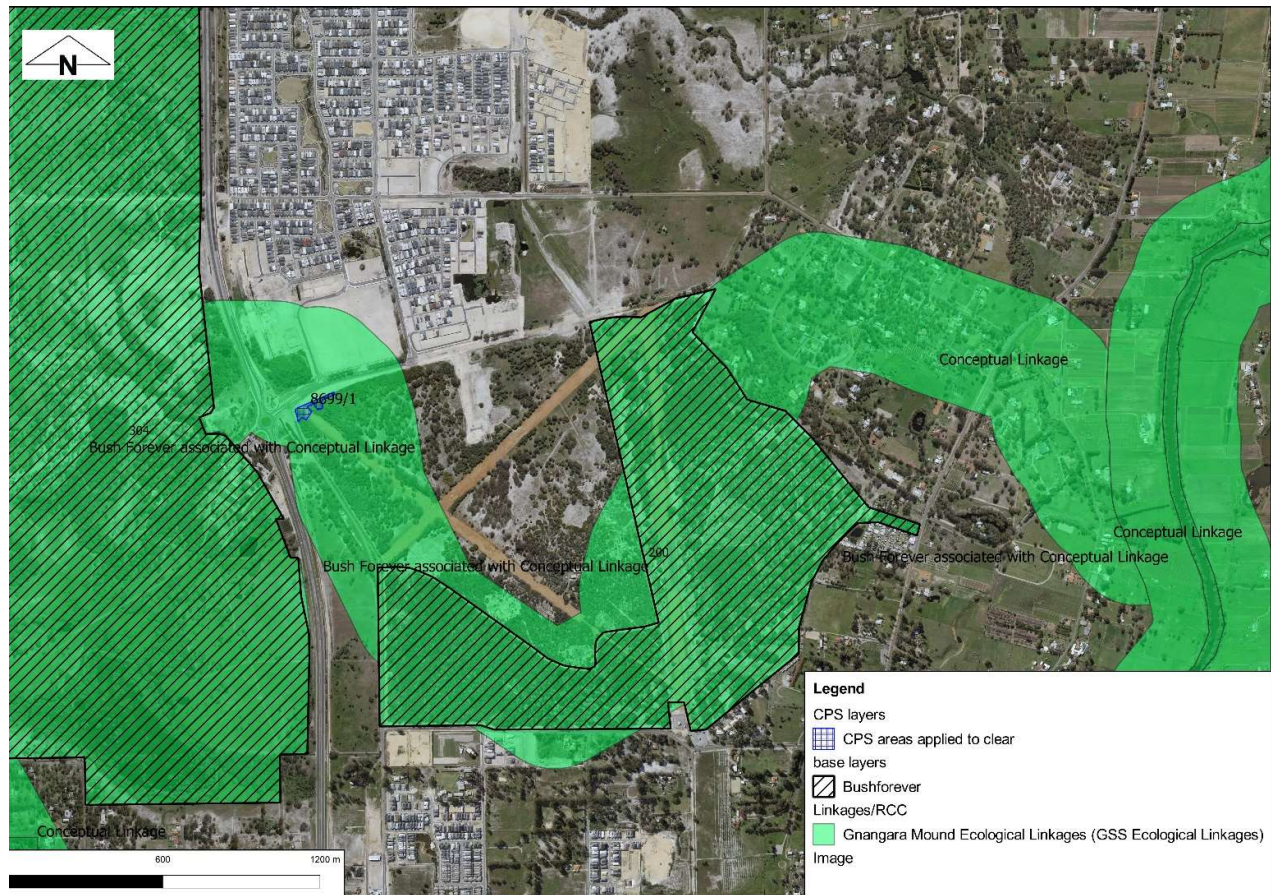 N
Conceptual Linkage
8699/1
304
Bush Forever associated with Conceptual Linkage
Conceptual Linkage
200
Bush Forever associated with Conceptual Linkage
Bush Forever associated with Conceptual Linkage
Legend
CPS layers
CPS areas applied to clear
base layers
Bushforever
Linkages/RCC
Gnangara Mound Ecological Linkages (GSS Ecological Linkages)
Image
Conceptual Linkage
600
1200 m